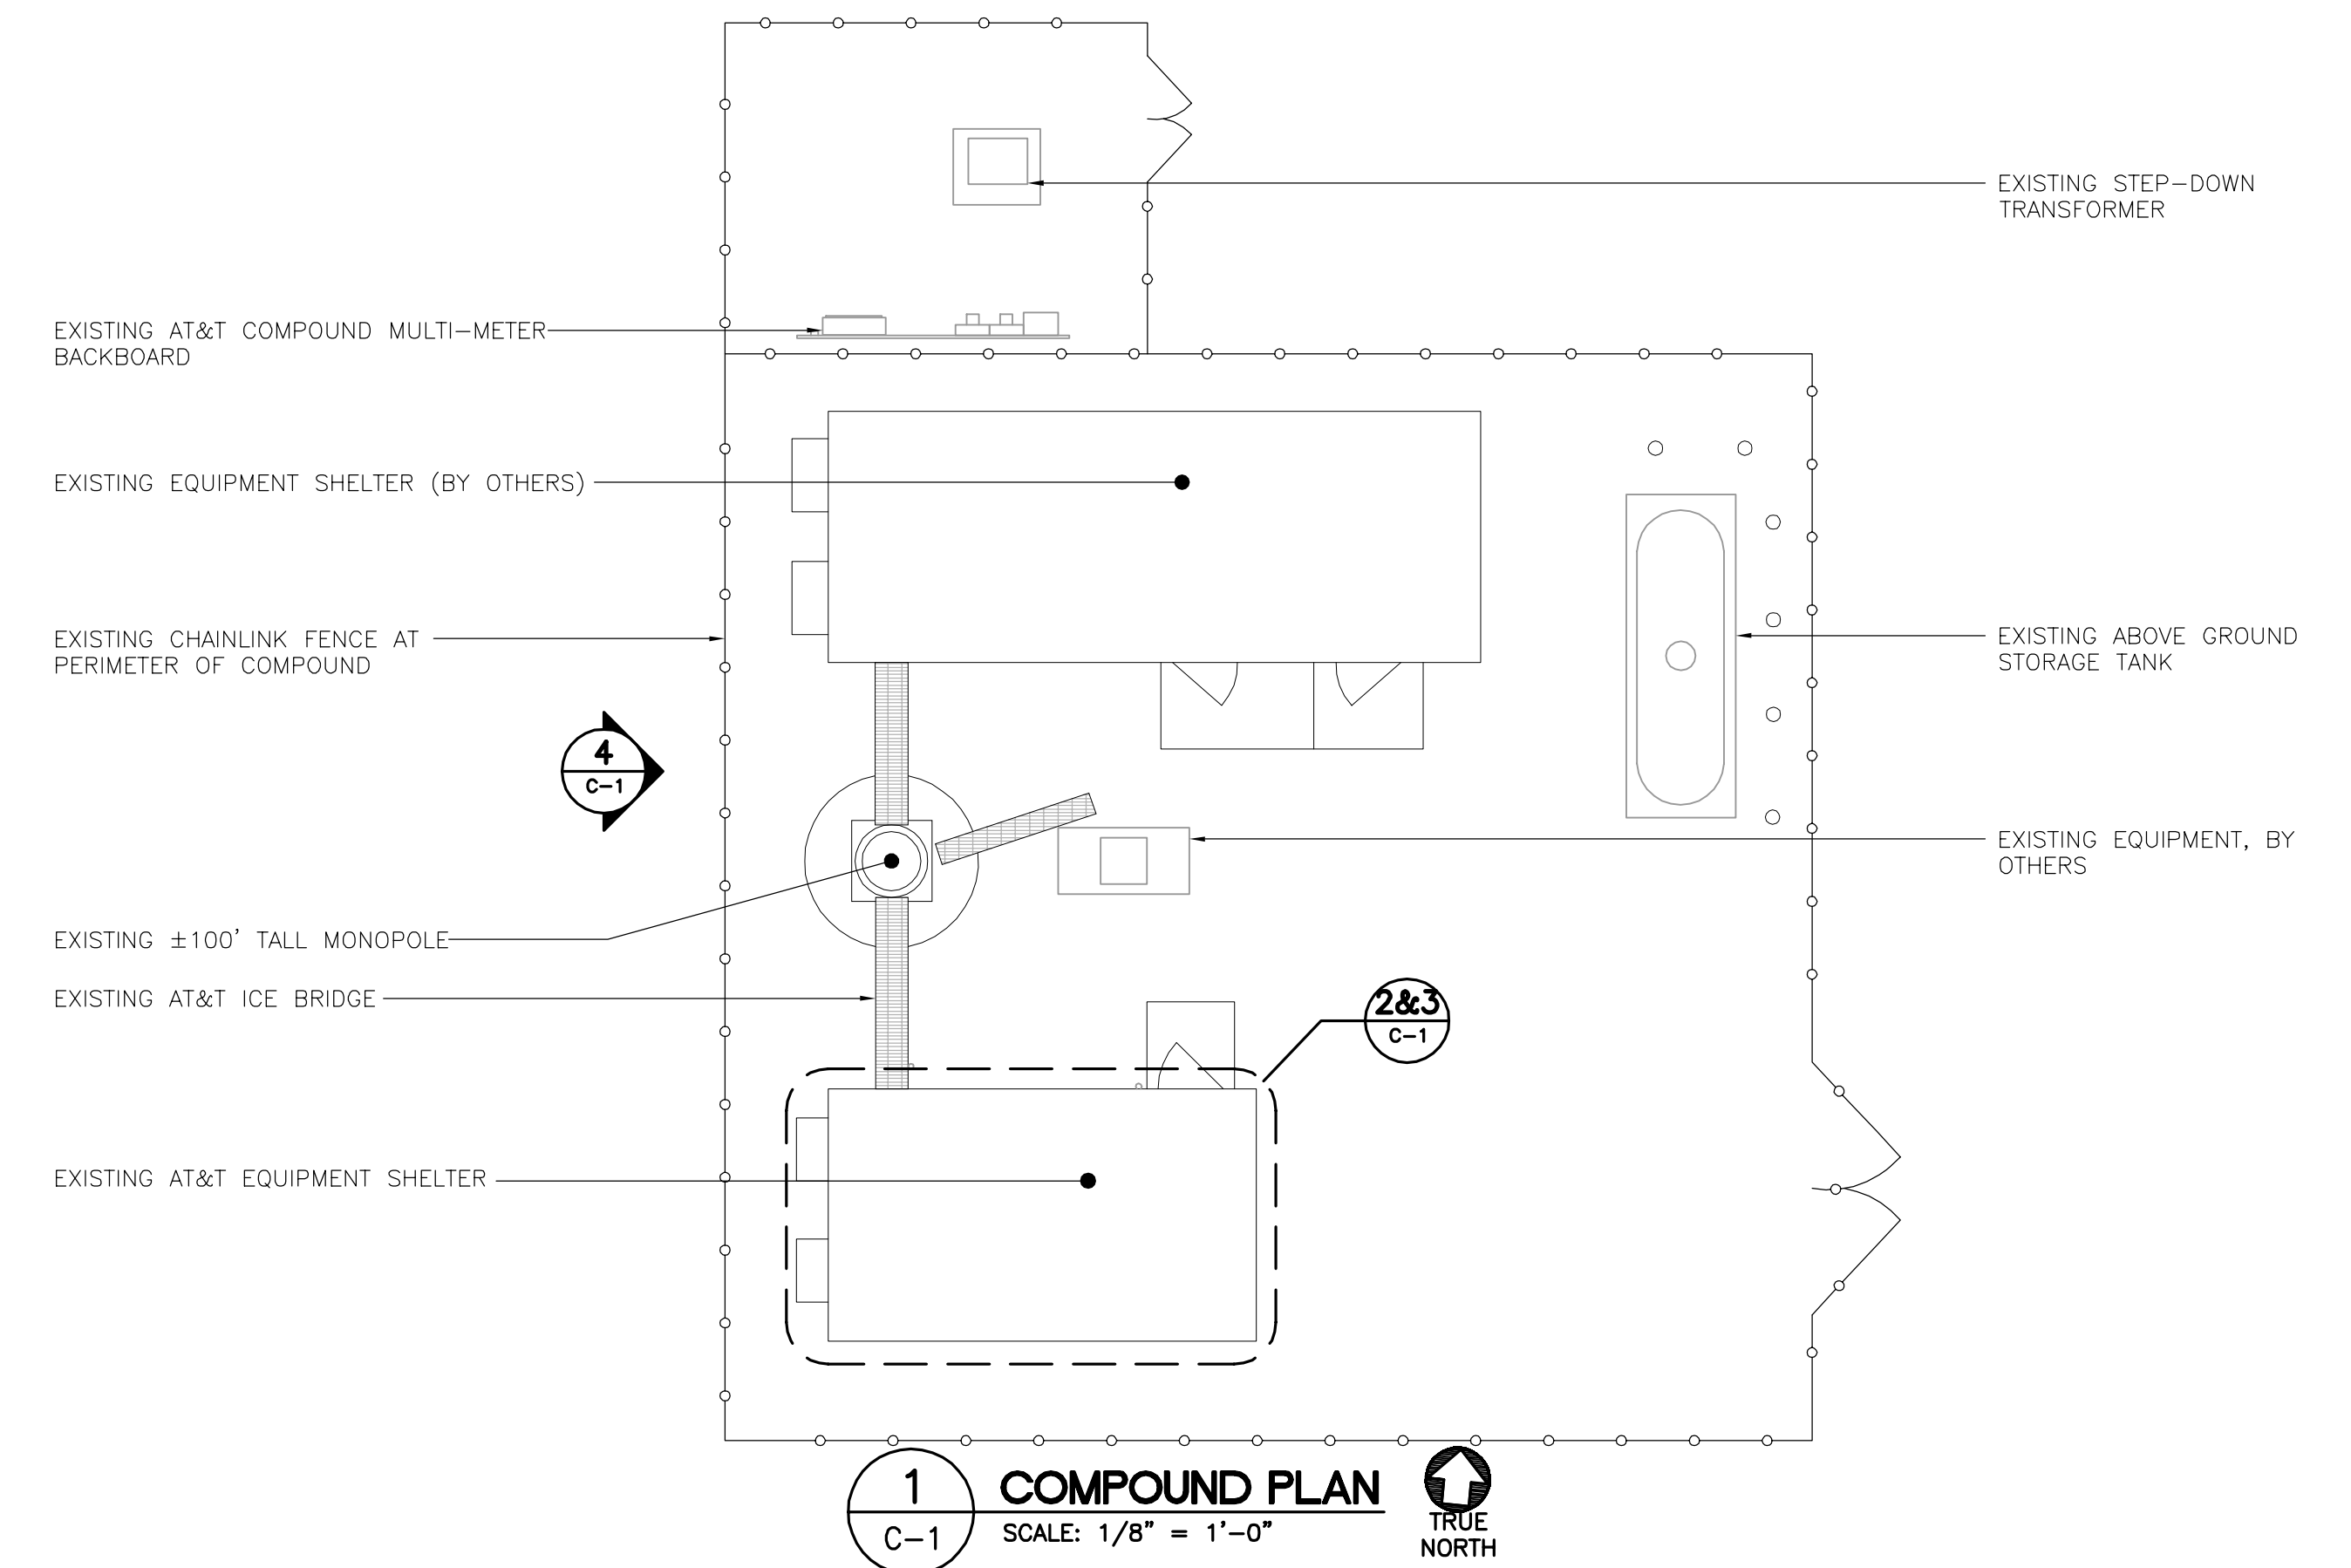 EXISTING STEP-DOWN
TRANSFORMER
EXISTING AT&T COMPOUND MULTI-METER
BACKBOARD
EXISTING EQUIPMENT SHELTER (BY OTHERS)
EXISTING CHAINLINK FENCE AT
PERIMETER OF COMPOUND
EXISTING ABOVE GROUND
STORAGE TANK
4
C-1
EXISTING EQUIPMENT, BY
OTHERS
EXISTING ±100' TALL MONOPOLE
EXISTING AT&T ICE BRIDGE
2&3
C-1
EXISTING AT&T EQUIPMENT SHELTER
1
C-1
COMPOUND PLAN
SCALE: 1/8" = 1'-0"
TRUE
NORTH